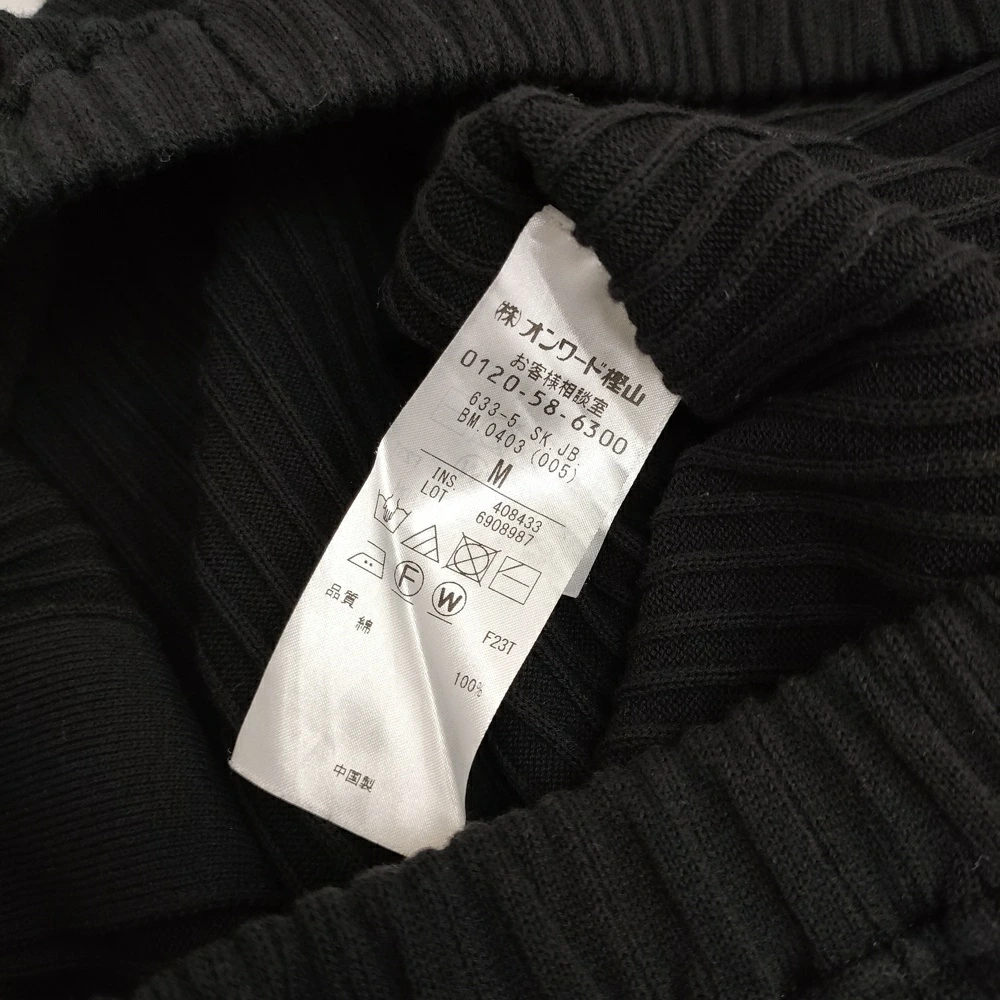 (株)オンワード樫山
お客様相談室
0120-58-6300
633-5 SK.JB
BM.0403 (005)
M
INS. 408433
LOT 6908987
F W
F23T
品質
綿 100%
中国製